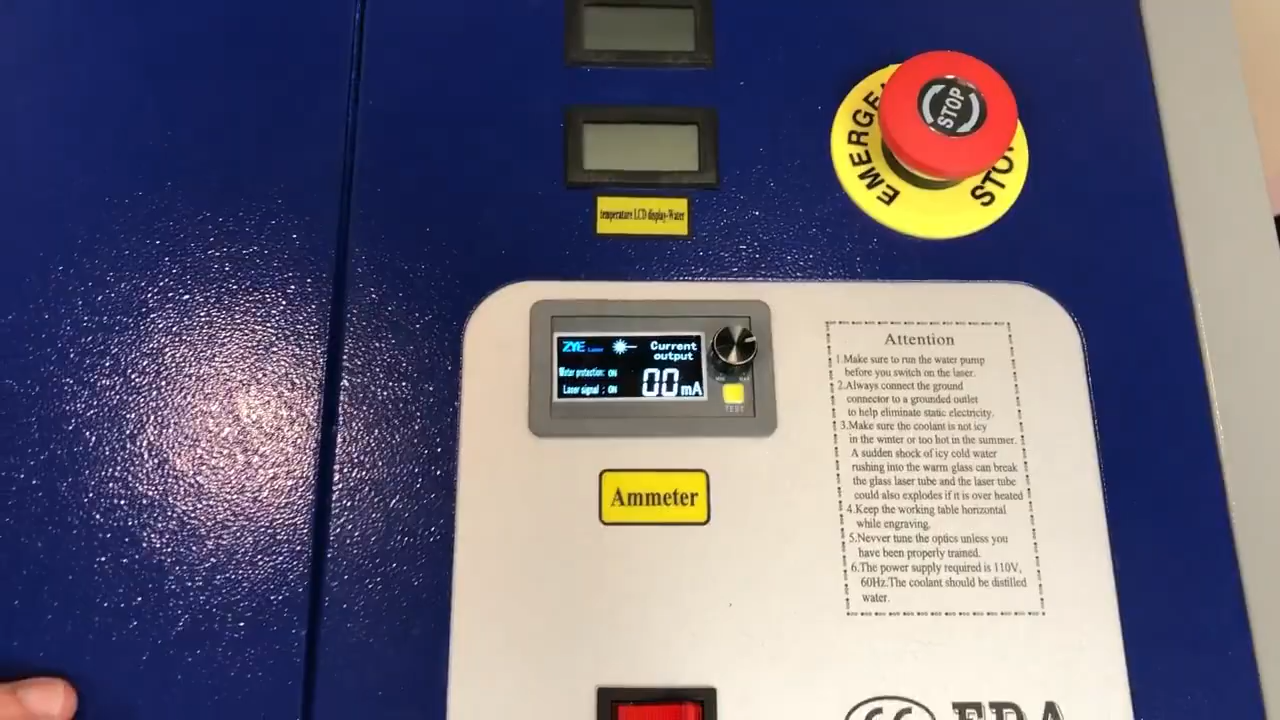 EMERGE
STOP
STOP
temperature LCD display-Water
ZYE Laser
Current
output
Water protection: ON
Laser signal : ON
00mA
TEST
Ammeter
Attention
1.Make sure to run the water pump
before you switch on the laser.
2.Always connect the ground
connector to a grounded outlet
to help eliminate static electricity.
3.Make sure the coolant is not icy
in the winter or too hot in the summer.
A sudden shock of icy cold water
rushing into the warm glass can break
the glass laser tube and the laser tube
could also explodes if it is over heated
4.Keep the working table horizontal
while engraving.
5.Nevver tune the optics unless you
have been properly trained.
6.The power supply required is 110V,
60Hz.The coolant should be distilled
water.
FDA